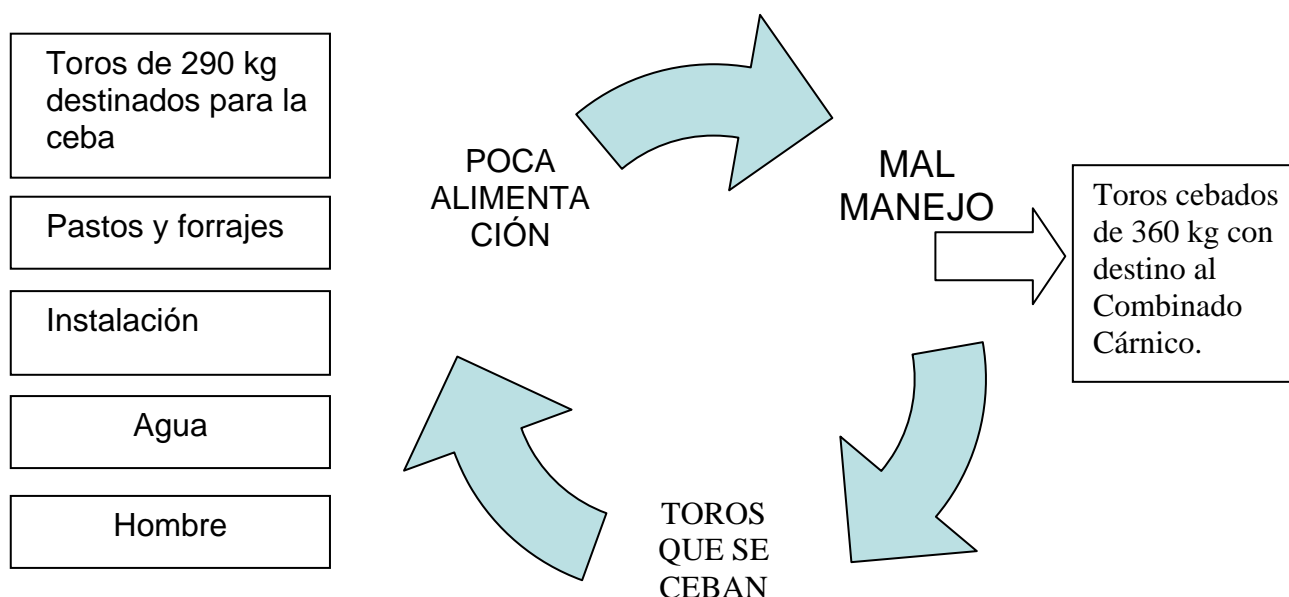 Toros de 290 kg
destinados para la
ceba
Pastos y forrajes
Instalación
Agua
Hombre
POCA
ALIMENTA
CIÓN
MAL
MANEJO
Toros cebados
de 360 kg con
destino al
Combinado
Cárnico.
TOROS
QUE SE
CEBAN